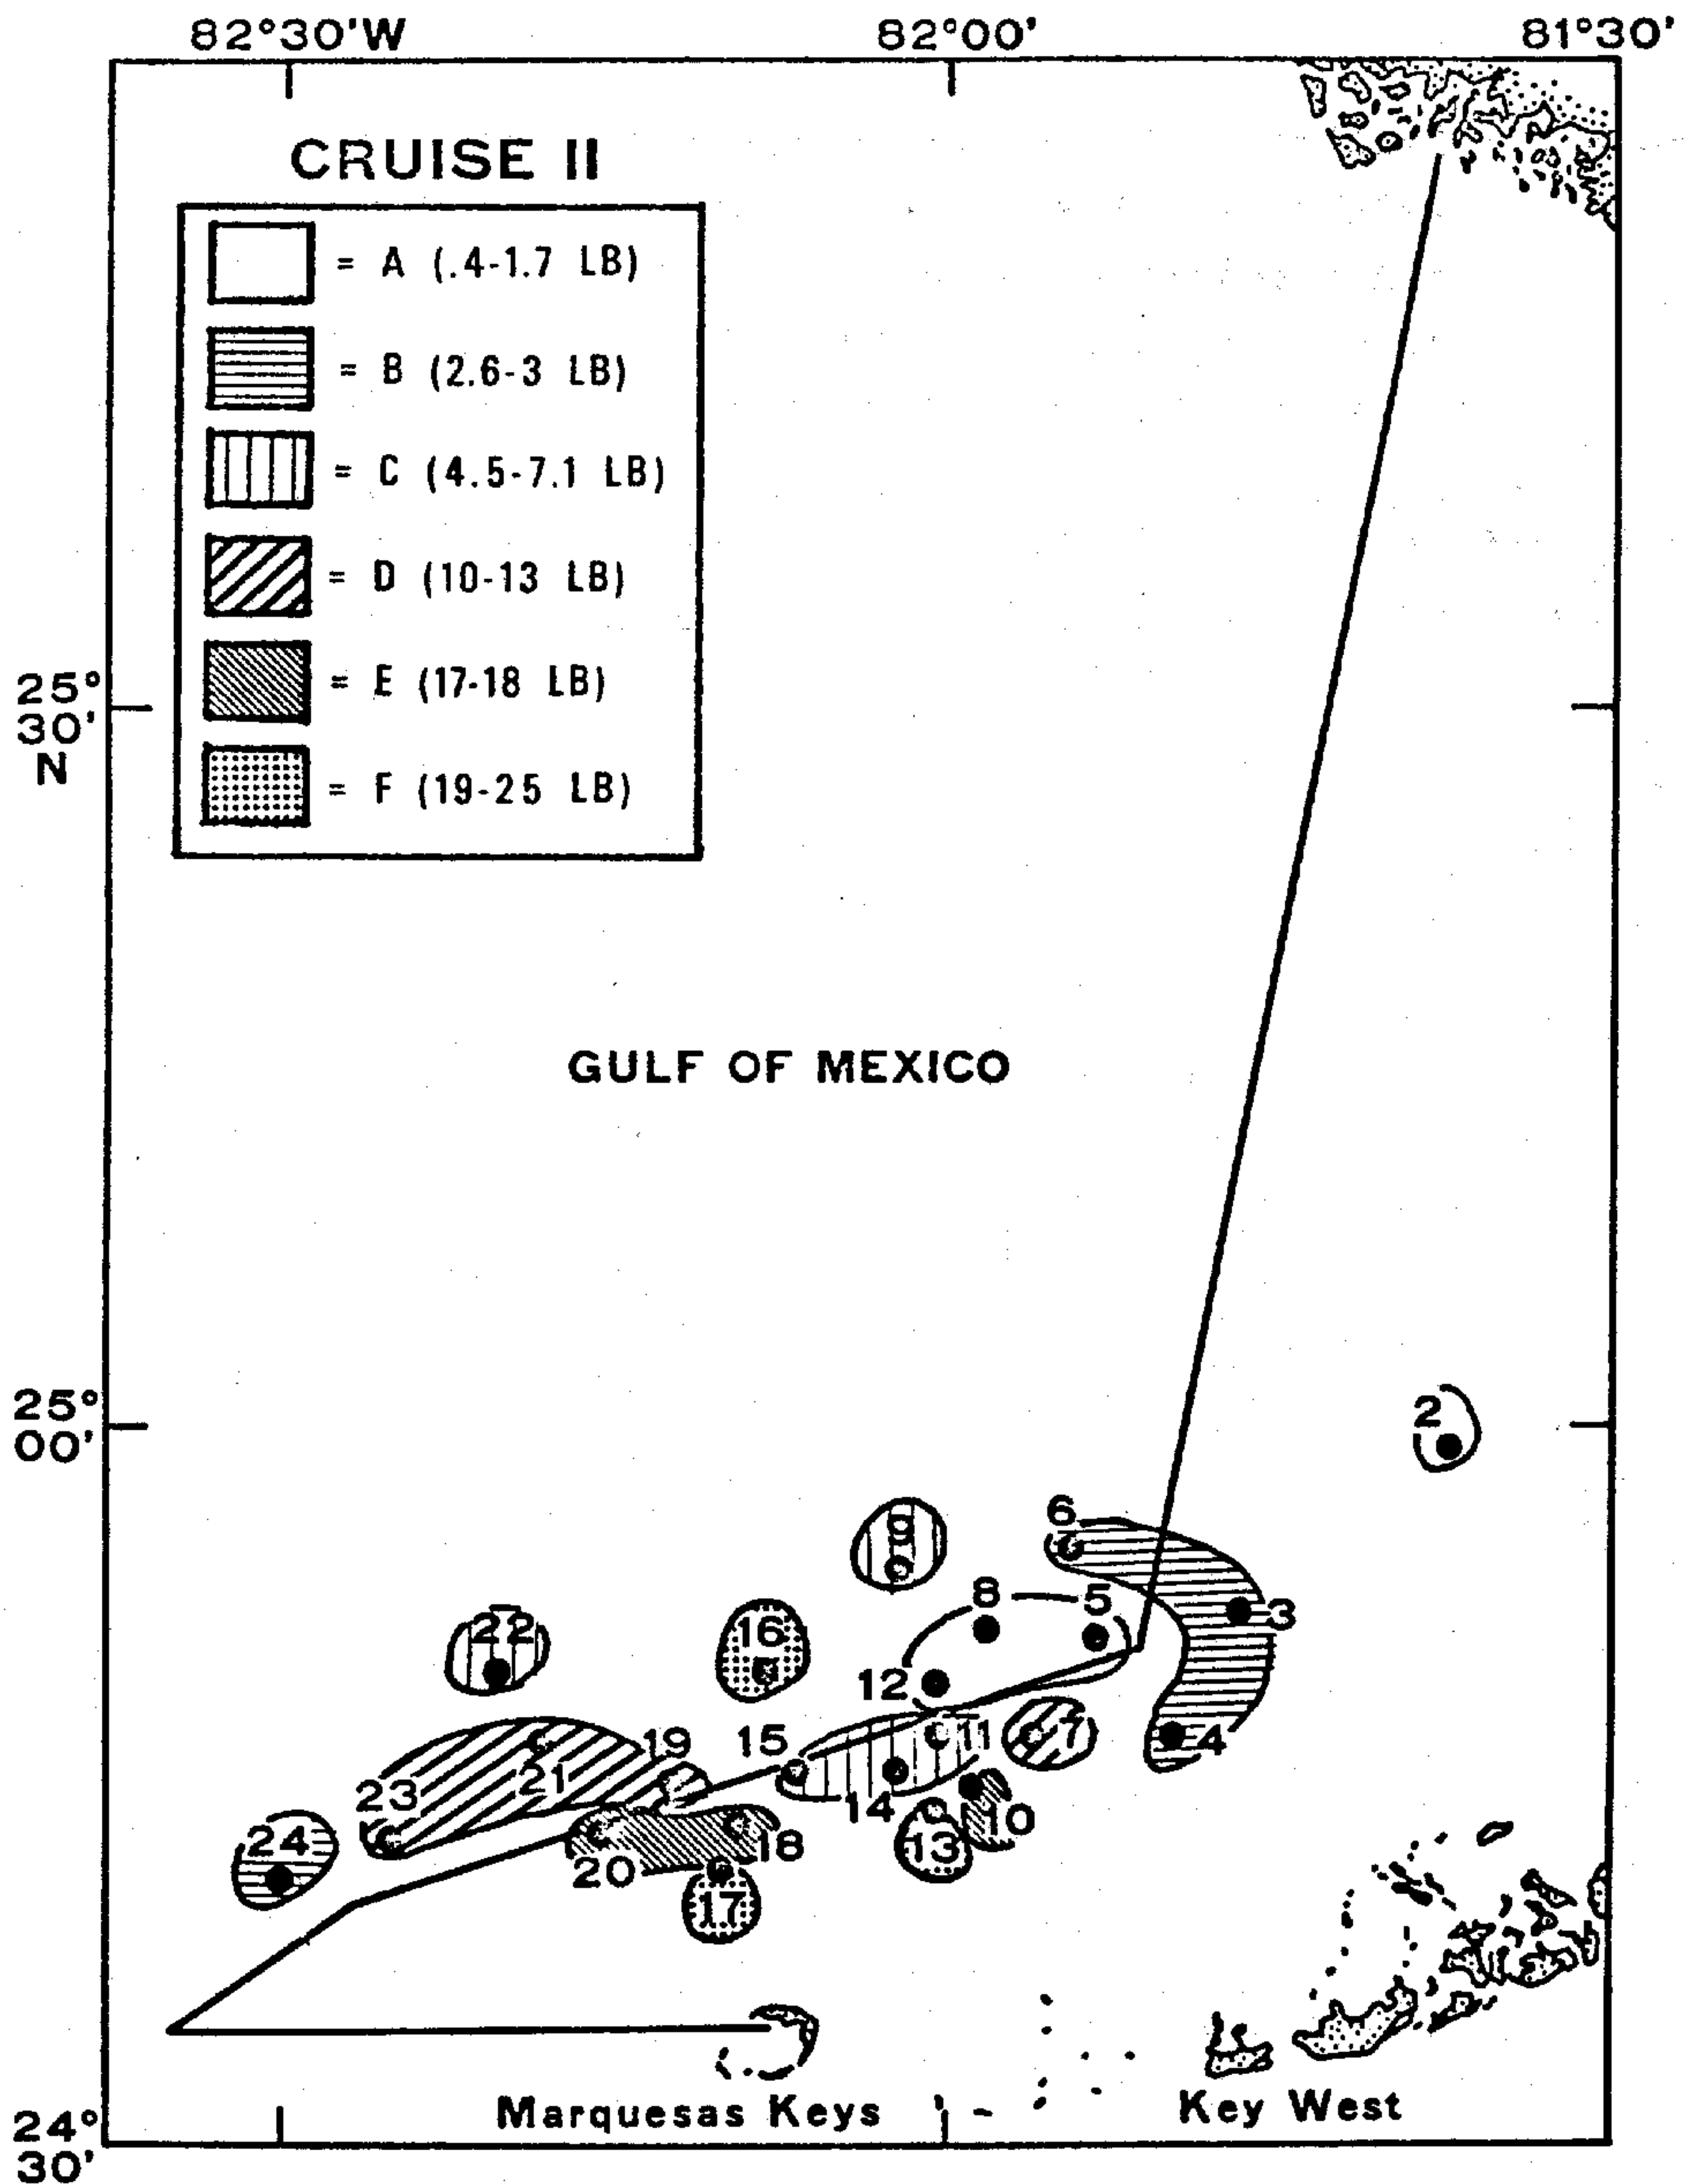 82°30'W 82°00' 81°30'
CRUISE II
= A (.4-1.7 LB)
= B (2.6-3 LB)
= C (4.5-7.1 LB)
= D (10-13 LB)
= E (17-18 LB)
= F (19-25 LB)
25°
30'
N
GULF OF MEXICO
25°
00'
2
6
9
8
5
3
22
16
12
4
11
7
15
19
21
23
14
10
13
24
18
20
17
Marquesas Keys
Key West
24°
30'